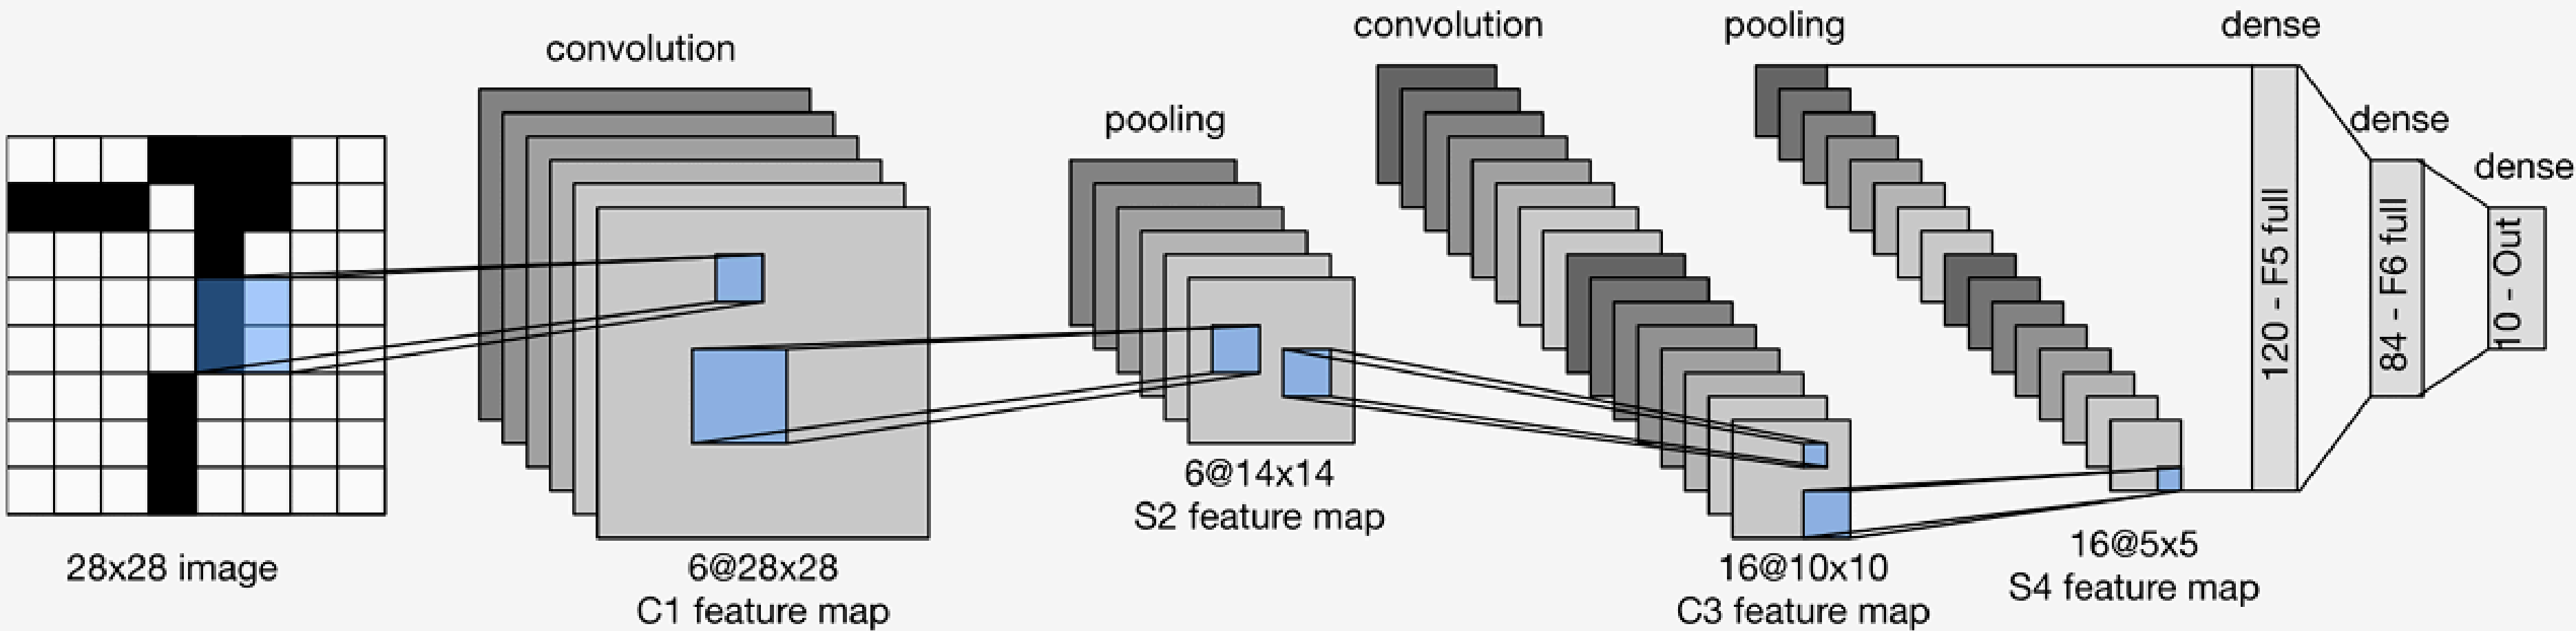 convolution
pooling
convolution
pooling
dense
dense
dense
28x28 image
6@28x28
C1 feature map
6@14x14
S2 feature map
16@10x10
C3 feature map
16@5x5
S4 feature map
120 - F5 full
84 - F6 full
10 - Out